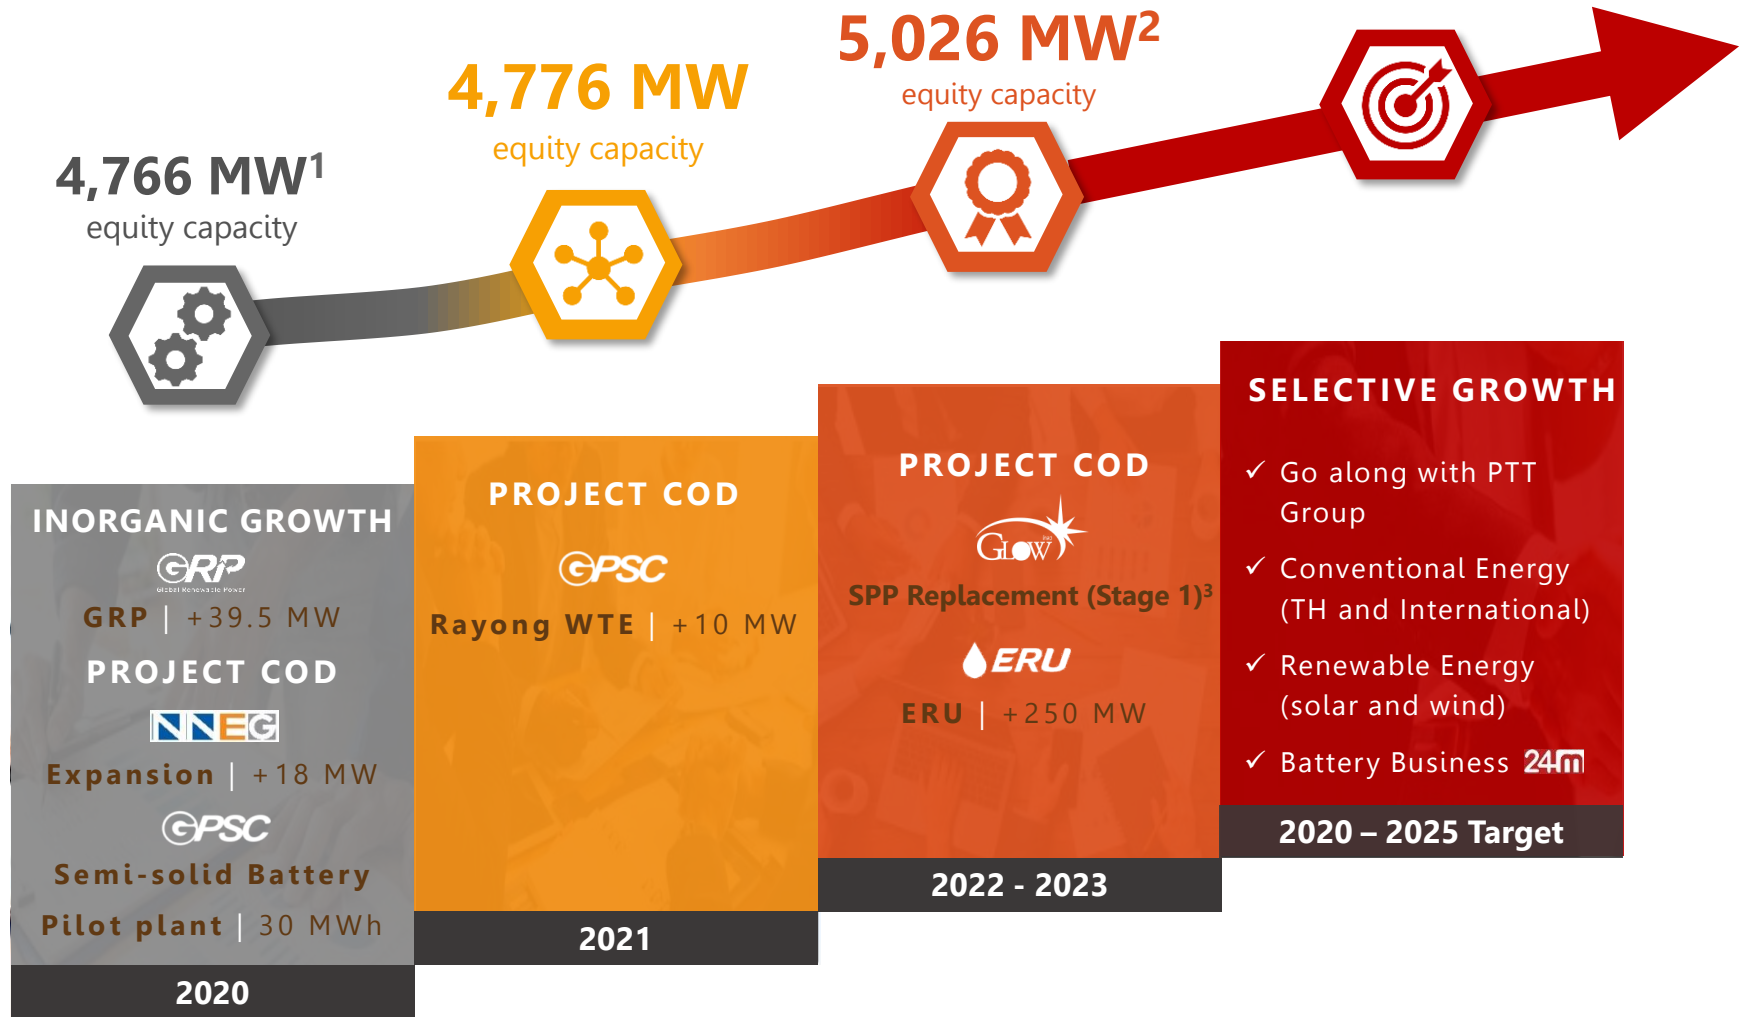 4,766 MW1
equity capacity
4,776 MW
equity capacity
5,026 MW2
equity capacity
INORGANIC GROWTH
GRP
Global Renewable Power
GRP | +39.5 MW
PROJECT COD
NNEG
Expansion | +18 MW
GPSC
Semi-solid Battery
Pilot plant | 30 MWh
2020
PROJECT COD
GPSC
Rayong WTE | +10 MW
2021
PROJECT COD
GLOW
SPP Replacement (Stage 1)3
ERU
ERU | +250 MW
2022 - 2023
SELECTIVE GROWTH
✓ Go along with PTT
Group
✓ Conventional Energy
(TH and International)
✓ Renewable Energy
(solar and wind)
✓ Battery Business 24m
2020 – 2025 Target